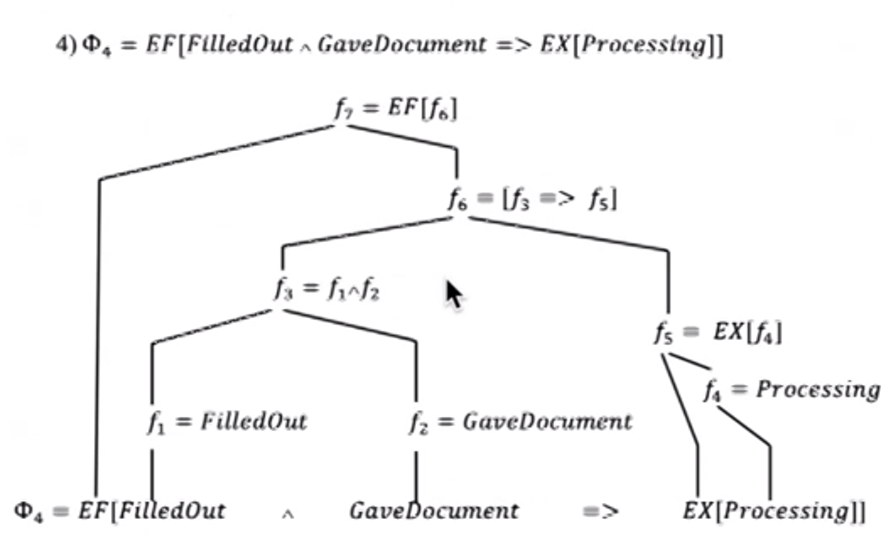 4) Φ₄ = EF[FilledOut ∧ GaveDocument => EX[Processing]]
f₇ = EF[f₆]
f₆ = [f₃ => f₅]
f₃ = f₁∧f₂
f₅ = EX[f₄]
f₄ = Processing
f₁ = FilledOut f₂ = GaveDocument
Φ₄ = EF[FilledOut ∧ GaveDocument => EX[Processing]]